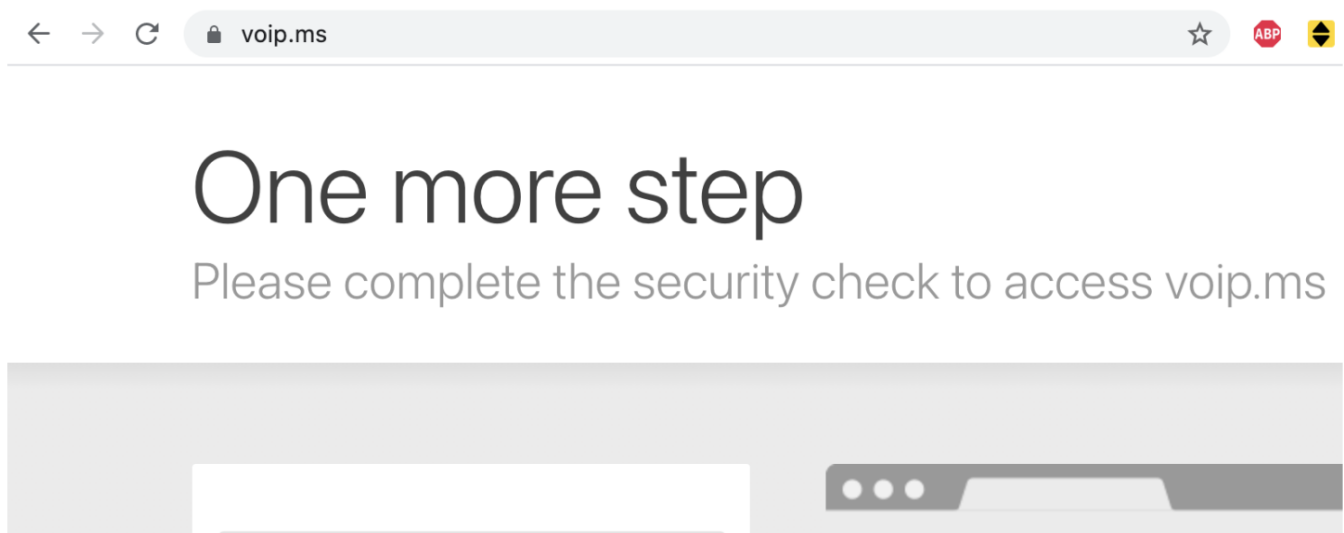 voip.ms
ABP
One more step
Please complete the security check to access voip.ms